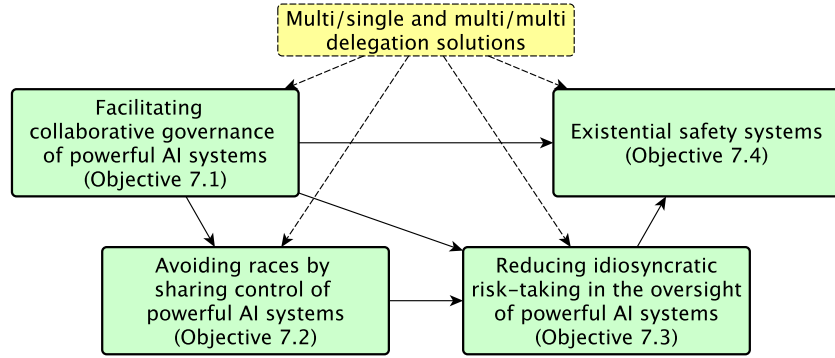 Multi/single and multi/multi
delegation solutions
Facilitating
collaborative governance
of powerful AI systems
(Objective 7.1)
Existential safety systems
(Objective 7.4)
Avoiding races by
sharing control of
powerful AI systems
(Objective 7.2)
Reducing idiosyncratic
risk-taking in the oversight
of powerful AI systems
(Objective 7.3)